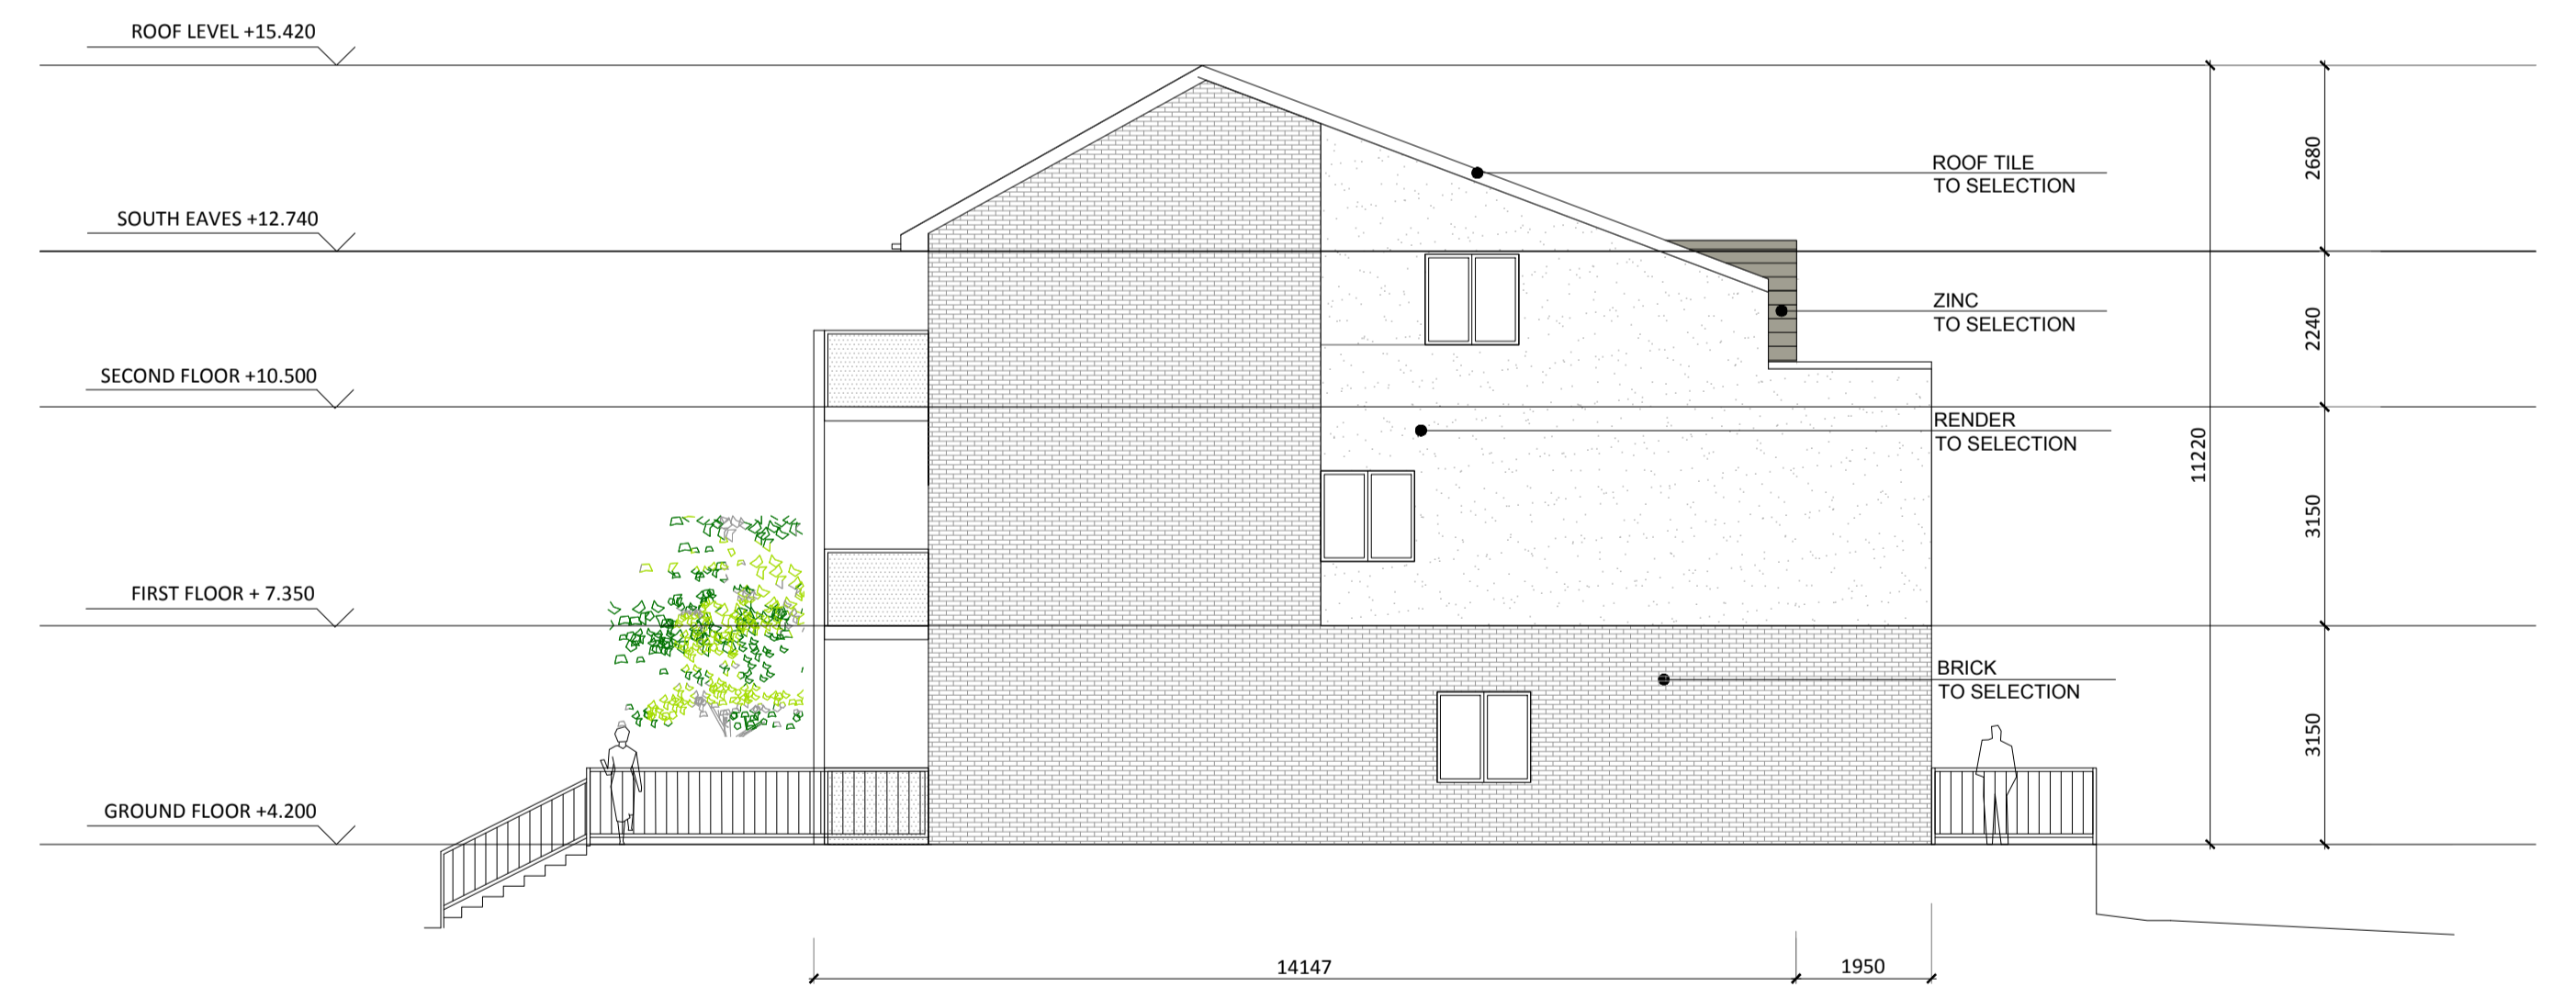 ROOF LEVEL +15.420
SOUTH EAVES +12.740
SECOND FLOOR +10.500
FIRST FLOOR + 7.350
GROUND FLOOR +4.200
ROOF TILE
TO SELECTION
ZINC
TO SELECTION
RENDER
TO SELECTION
BRICK
TO SELECTION
11220
2680
2240
3150
3150
14147
1950